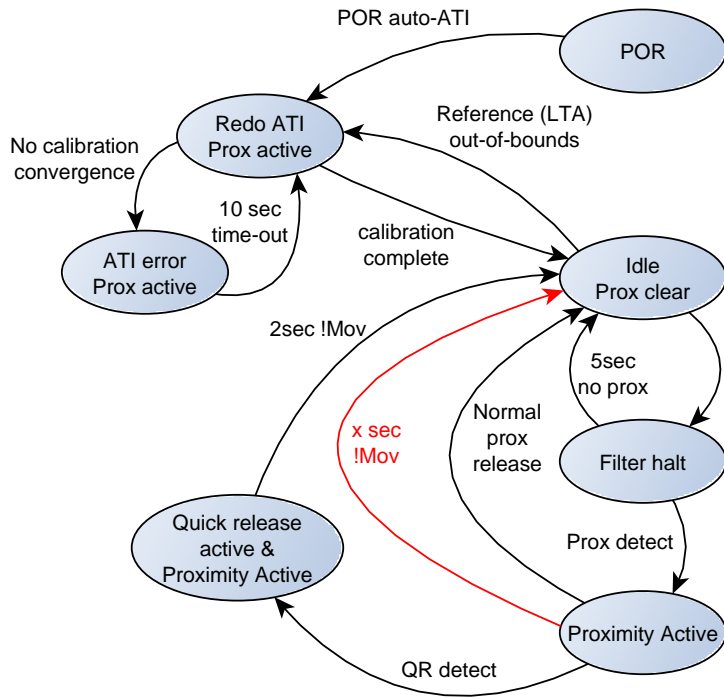 POR auto-ATI
POR
Redo ATI
Prox active
Reference (LTA)
out-of-bounds
No calibration
convergence
10 sec
time-out
calibration
complete
ATI error
Prox active
Idle
Prox clear
2sec !Mov
5sec
no prox
x sec
!Mov
Normal
prox
release
Filter halt
Quick release
active &
Proximity Active
Prox detect
Proximity Active
QR detect